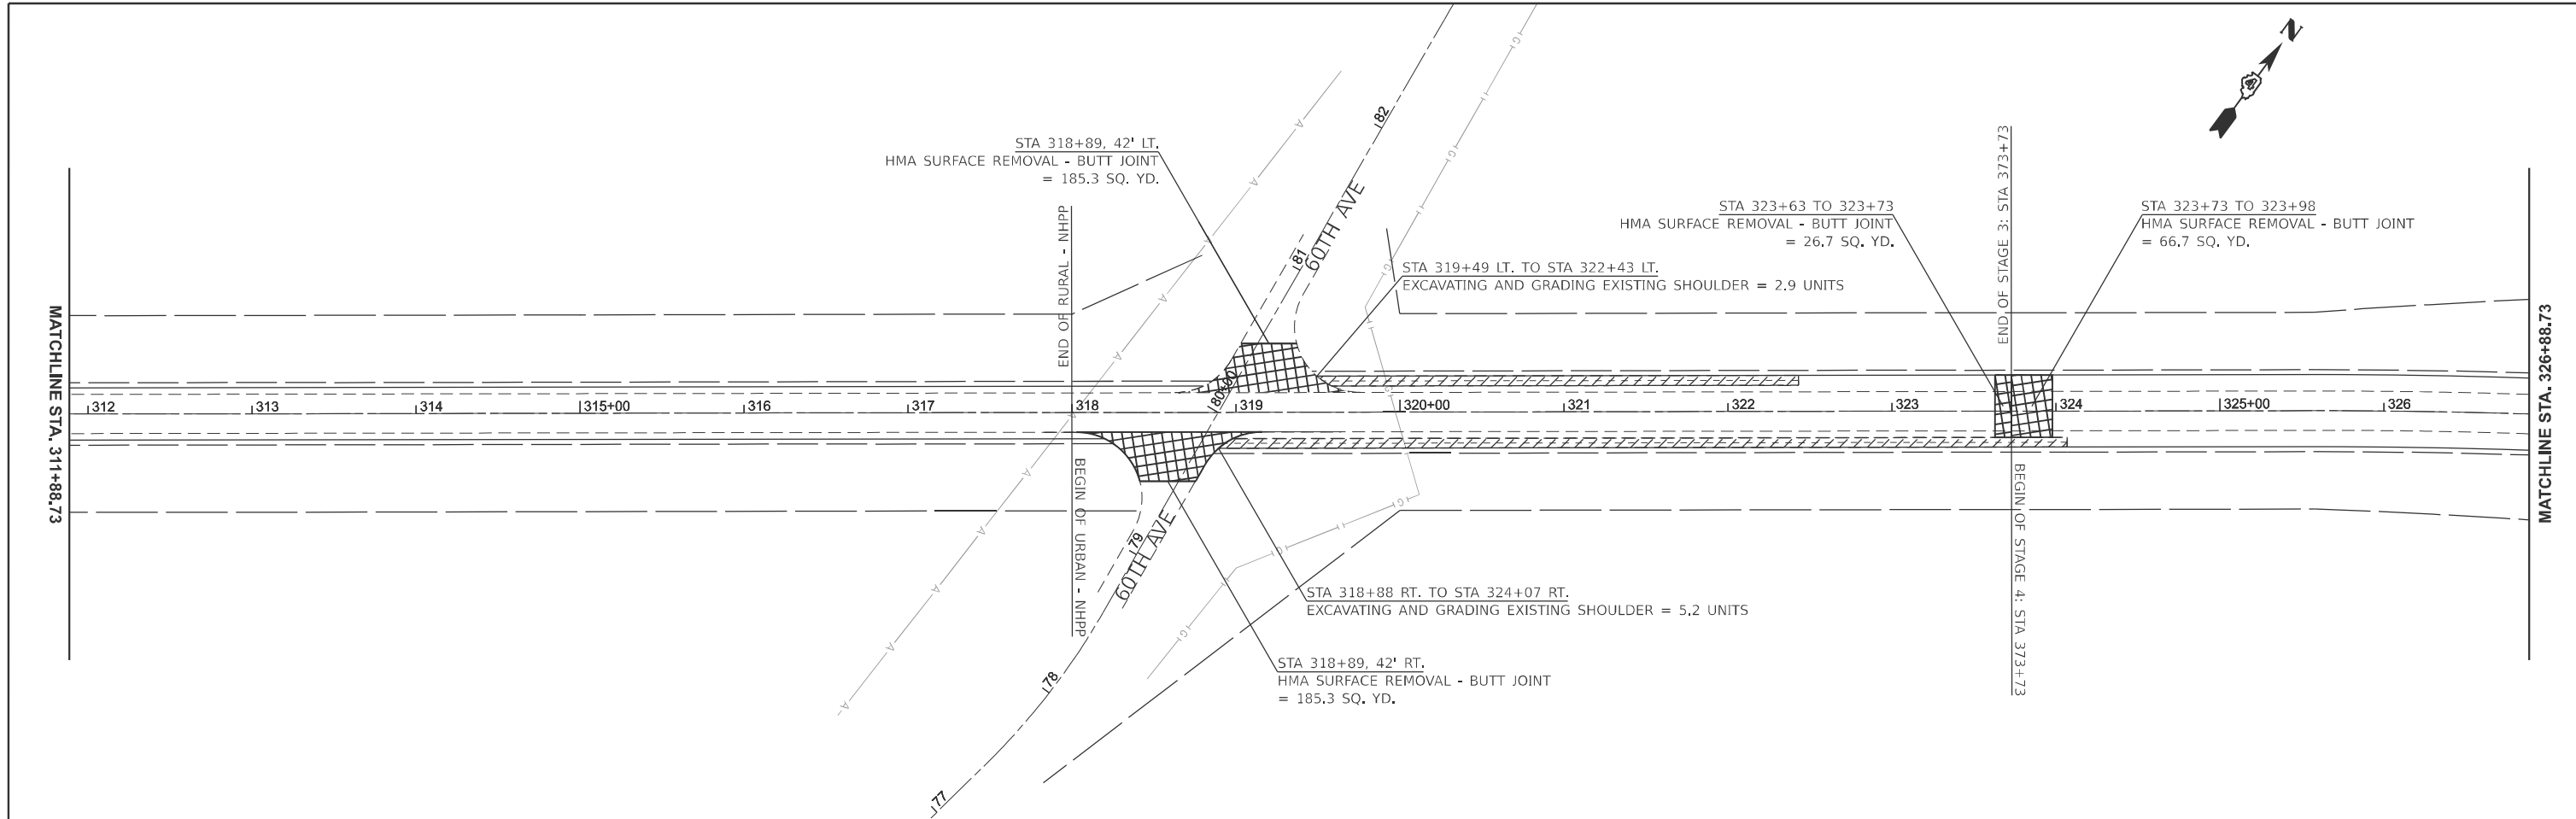 N
STA 318+89, 42' LT.
HMA SURFACE REMOVAL - BUTT JOINT
= 185.3 SQ. YD.
82
60TH AVE
81
END OF RURAL - NHPP
STA 319+49 LT. TO STA 322+43 LT.
EXCAVATING AND GRADING EXISTING SHOULDER = 2.9 UNITS
STA 323+63 TO 323+73
HMA SURFACE REMOVAL - BUTT JOINT
= 26.7 SQ. YD.
END OF STAGE 3: STA 373+73
STA 323+73 TO 323+98
HMA SURFACE REMOVAL - BUTT JOINT
= 66.7 SQ. YD.
MATCHLINE STA. 311+88.73
MATCHLINE STA. 326+88.73
312
313
314
315+00
316
317
318
80+00
319
320+00
321
322
323
324
325+00
326
BEGIN OF URBAN - NHPP
79
60TH AVE
78
77
BEGIN OF STAGE 4: STA 373+73
STA 318+88 RT. TO STA 324+07 RT.
EXCAVATING AND GRADING EXISTING SHOULDER = 5.2 UNITS
STA 318+89, 42' RT.
HMA SURFACE REMOVAL - BUTT JOINT
= 185.3 SQ. YD.